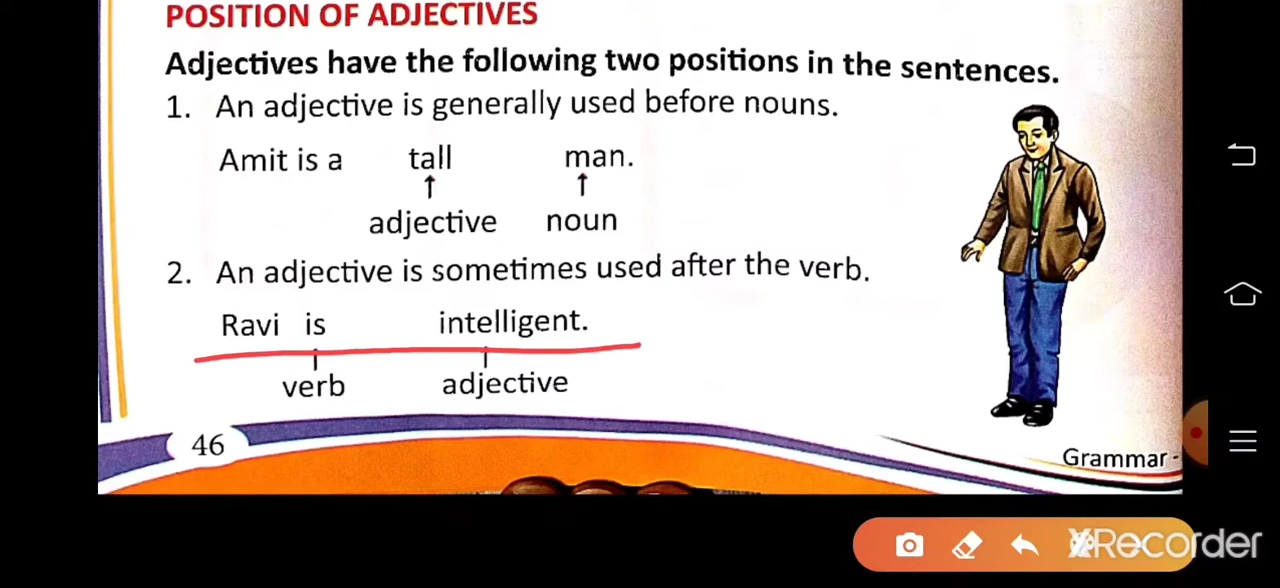 POSITION OF ADJECTIVES
Adjectives have the following two positions in the sentences.
1. An adjective is generally used before nouns.
Amit is a tall man.
↑ ↑
adjective noun
2. An adjective is sometimes used after the verb.
Ravi is intelligent.
verb adjective
46
Grammar -
XRecorder